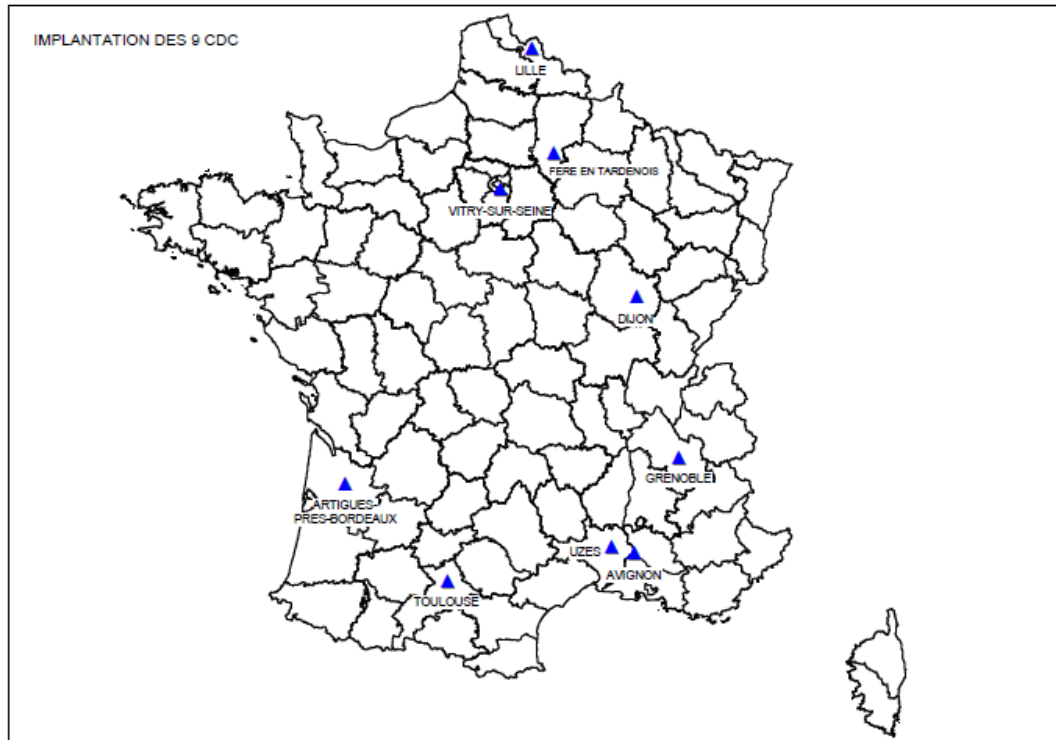 IMPLANTATION DES 9 CDC
LILLE
FERE EN TARDENOIS
VITRY-SUR-SEINE
DIJON
GRENOBLE
ARTIGUES-
PRES-BORDEAUX
UZES
AVIGNON
TOULOUSE